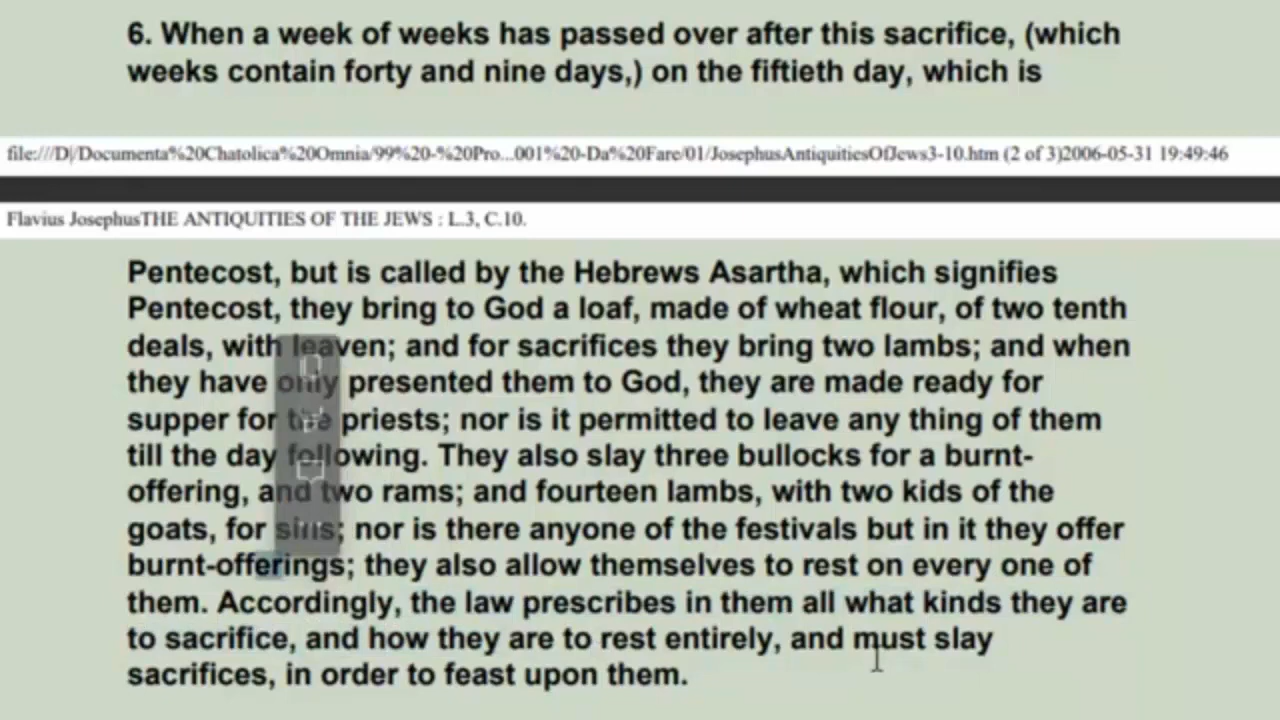 6. When a week of weeks has passed over after this sacrifice, (which
weeks contain forty and nine days,) on the fiftieth day, which is
file:///D|/Documenta%20Chatolica%20Omnia/99%20-%20Pro...001%20-Da%20Fare/01/JosephusAntiquitiesOfJews3-10.htm (2 of 3)2006-05-31 19:49:46
Flavius JosephusTHE ANTIQUITIES OF THE JEWS : L.3, C.10.
Pentecost, but is called by the Hebrews Asartha, which signifies
Pentecost, they bring to God a loaf, made of wheat flour, of two tenth
deals, with leaven; and for sacrifices they bring two lambs; and when
they have only presented them to God, they are made ready for
supper for the priests; nor is it permitted to leave any thing of them
till the day following. They also slay three bullocks for a burnt-
offering, and two rams; and fourteen lambs, with two kids of the
goats, for sins; nor is there anyone of the festivals but in it they offer
burnt-offerings; they also allow themselves to rest on every one of
them. Accordingly, the law prescribes in them all what kinds they are
to sacrifice, and how they are to rest entirely, and must slay
sacrifices, in order to feast upon them.